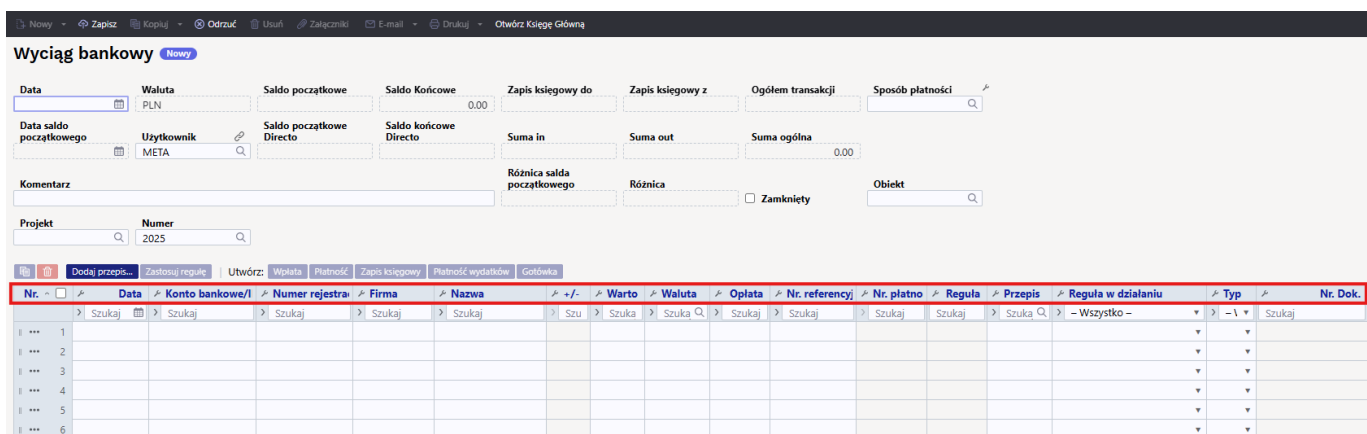 Nowy Zapisz Kopiuj Odrzuć Usuń Załączniki E-mail Drukuj Otwórz Księgę Główną
Wyciąg bankowy Nowy
Data Waluta Saldo początkowe Saldo Końcowe Zapis księgowy do Zapis księgowy z Ogółem transakcji Sposób płatności
PLN 0.00
Data saldo początkowego Użytkownik Saldo początkowe Directo Saldo końcowe Directo Suma in Suma out Suma ogólna
META 0.00
Komentarz Różnica salda początkowego Różnica Zamknięty Obiekt
Projekt Numer
2025
Dodaj przepis... Zastosuj regułę Utwórz: Wpłata Płatność Zapis księgowy Płatność wydatków Gotówka
Nr. Data Konto bankowe/I Numer rejestra Firma Nazwa +/- Warto Waluta Opłata Nr. referencyj Nr. płatno Reguła Przepis Reguła w działaniu Typ Nr. Dok.
Szukaj Szukaj Szukaj Szukaj Szukaj Szu Szuka Szuka Szukaj Szukaj Szukaj Szukaj Szuka – Wszystko – – \ Szukaj
1
2
3
4
5
6